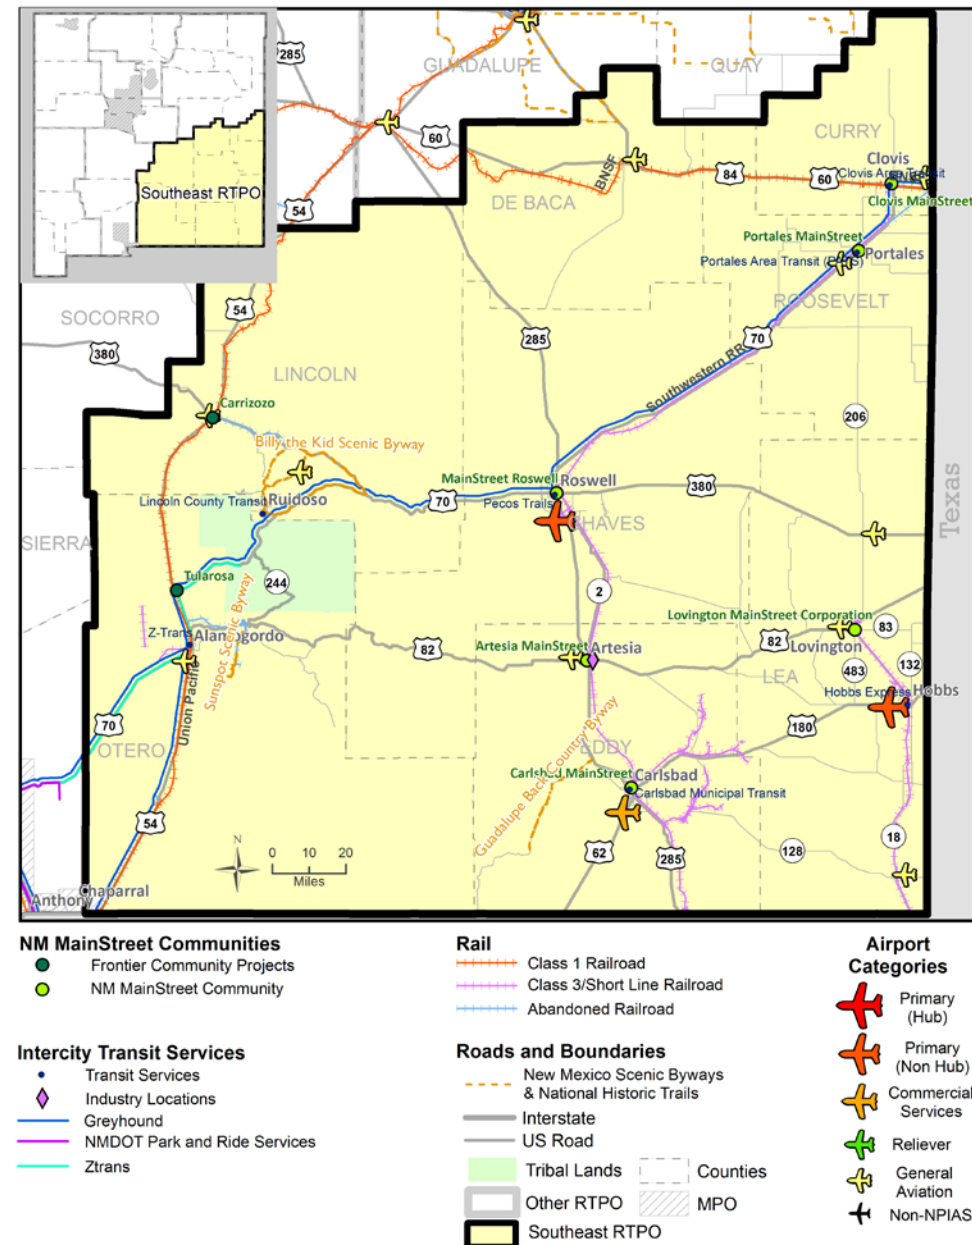 285
GUADALUPE
QUAY
60
CURRY
Clovis
Clovis Area Transit
BNSF
84
60
Clovis MainStreet
Southeast RTPO
54
DE BACA
Portales MainStreet
Portales
Portales Area Transit
ROOSEVELT
54
SOCORRO
380
285
70
Southwestern RR
LINCOLN
Carrizozo
206
Texas
Billy the Kid Scenic Byway
MainStreet Roswell
Roswell
Lincoln County Transit
Ruidoso
70
Pecos Trails
380
CHAVES
SIERRA
Tularosa
244
2
Sunspot Scenic Byway
Lovington MainStreet Corporation
83
Z-Trans
Alamogordo
82
Artesia MainStreet
Artesia
82
Lovington
Union Pacific
LEA
483
132
Hobbs Express
Hobbs
70
OTERO
EDDY
180
Guadalupe Back Country Byway
Carlsbad MainStreet
Carlsbad
Carlsbad Municipal Transit
54
N
0 10 20
Miles
62
285
128
18
Chaparral
Anthony
NM MainStreet Communities
Frontier Community Projects
NM MainStreet Community
Intercity Transit Services
Transit Services
Industry Locations
Greyhound
NMDOT Park and Ride Services
Ztrans
Rail
Class 1 Railroad
Class 3/Short Line Railroad
Abandoned Railroad
Roads and Boundaries
New Mexico Scenic Byways
& National Historic Trails
Interstate
US Road
Tribal Lands
Counties
Other RTPO
MPO
Southeast RTPO
Airport
Categories
Primary
(Hub)
Primary
(Non Hub)
Commercial
Services
Reliever
General
Aviation
Non-NPIAS